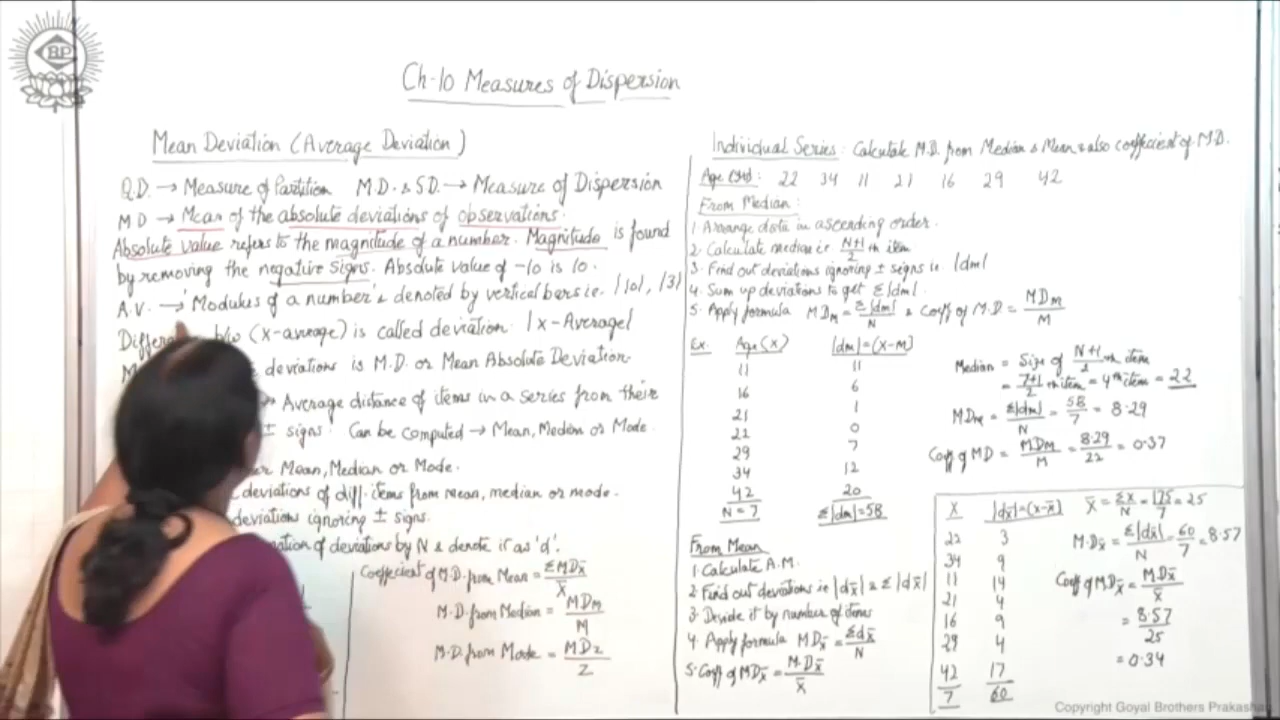 BP
Ch-10 Measures of Dispersion
Mean Deviation (Average Deviation)
Q.D. → Measure of Partition M.D. & SD. → Measure of Dispersion
M D → Mean of the absolute deviations of observations.
Absolute value refers to the magnitude of a number. Magnitude is found
by removing the negative signs. Absolute value of -10 is 10.
A.V. → 'Modulus of a number' & denoted by vertical bars i.e. |10|, |3|
b/w (x-average) is called deviation. |x-Average|
deviations is M.D. or Mean Absolute Deviation.
→ Average distance of items in a series from their
± signs. Can be computed → Mean, Median or Mode.
Mean, Median or Mode.
deviations of diff. items from mean, median or mode.
deviations ignoring ± signs.
of deviations by N & denote it as 'd'.
Coefficient of M.D. from Mean = ΣMDx̄/x̄
M.D. from Median = MDM/M
M.D. from Mode = MDz/Z
Individual Series: Calculate M.D. from Median & Mean & also coefficient of M.D.
22 34 11 21 16 29 42
From Median:
1. Arrange data in ascending order.
2. Calculate median i.e. N+1/2 th item
3. Find out deviations ignoring ± signs i.e. |dm|
4. Sum up deviations to get Σ|dm|.
5. Apply formula MDm = Σ|dm|/N & Coeff of M.D = MDm/M
Ex. Age (X) |dm| = (X-M)
11 11
16 6
21 1
22 0
29 7
34 12
42 20
N = 7 Σ|dm| = 58
Median = Size of N+1/2 th item
= 7+1/2 th item = 4th item = 22
MDm = Σ|dm|/N = 58/7 = 8.29
Coeff of MD = MDm/M = 8.29/22 = 0.37
From Mean
1. Calculate A.M.
2. Find out deviations i.e |dx̄| & Σ|dx̄|
3. Devide it by number of items
4. Apply formula MDx̄ = Σdx̄/N
5. Coeff of MDx̄ = M.Dx̄/x̄
X |dx̄| = (x-x̄) x̄ = Σx/N = 175/7 = 25
22 3
34 9
11 14
21 4
16 9
29 4
42 17
7 60
M.Dx̄ = Σ|dx̄|/N = 60/7 = 8.57
Coeff of MDx̄ = M.Dx̄/x̄
= 8.57/25
= 0.34
Copyright Goyal Brothers Prakashan